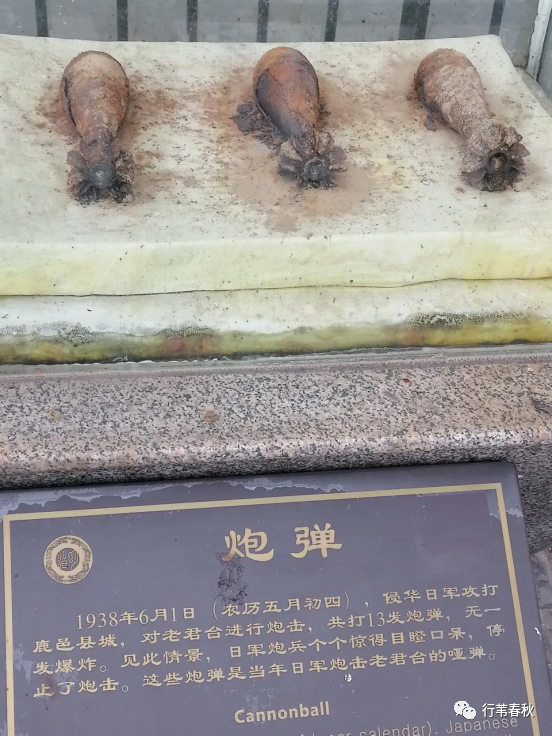 炮弹
1938年6月1日（农历五月初四），侵华日军攻打
鹿邑县城，对老君台进行炮击，共打13发炮弹，无一
发爆炸。见此情景，日军炮兵个个惊得目瞪口呆，停
止了炮击。这些炮弹是当年日军炮击老君台的哑弹。
Cannonball
calendar). Japanese
行苇春秋